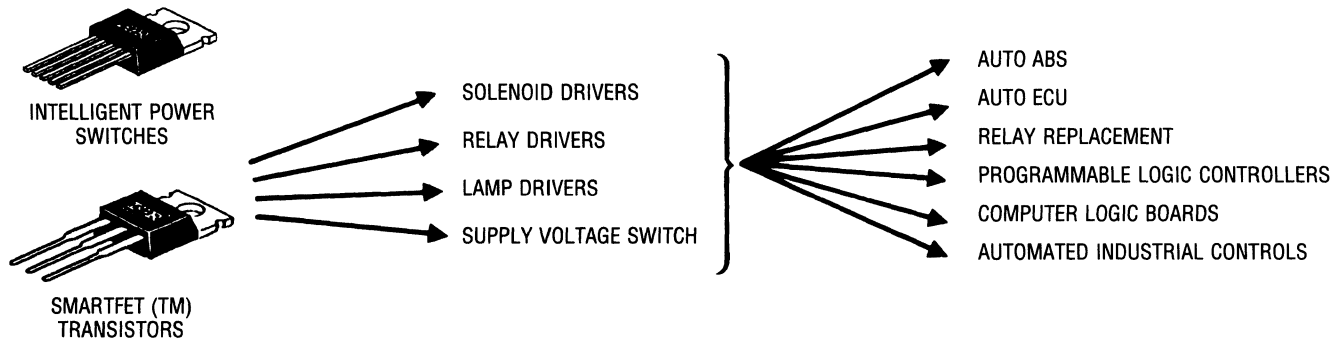 INTELLIGENT POWER
SWITCHES
SMARTFET (TM)
TRANSISTORS
SOLENOID DRIVERS
RELAY DRIVERS
LAMP DRIVERS
SUPPLY VOLTAGE SWITCH
AUTO ABS
AUTO ECU
RELAY REPLACEMENT
PROGRAMMABLE LOGIC CONTROLLERS
COMPUTER LOGIC BOARDS
AUTOMATED INDUSTRIAL CONTROLS